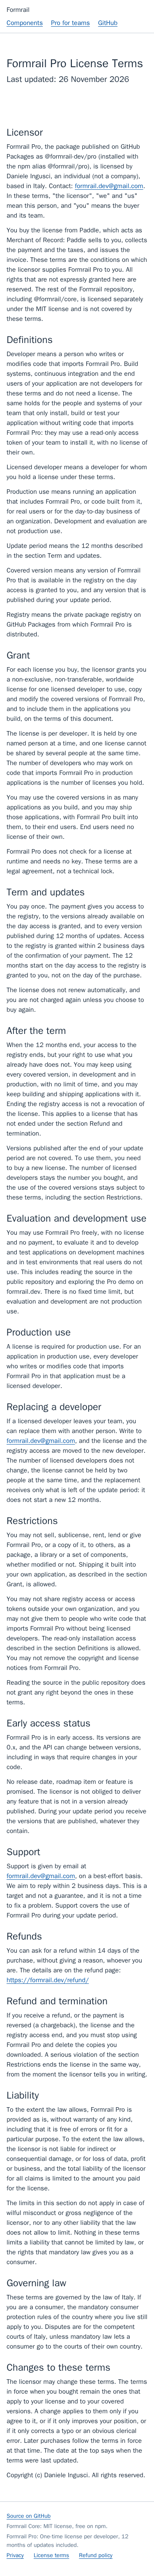 Formrail
Components Pro for teams GitHub
Formrail Pro License Terms
Last updated: 26 November 2026
Licensor
Formrail Pro, the package published on GitHub
Packages as @formrail-dev/pro (installed with
the npm alias @formrail/pro), is licensed by
Daniele Ingusci, an individual (not a company),
based in Italy. Contact: formrail.dev@gmail.com.
In these terms, "the licensor", "we" and "us"
mean this person, and "you" means the buyer
and its team.
You buy the license from Paddle, which acts as
Merchant of Record: Paddle sells to you, collects
the payment and the taxes, and issues the
invoice. These terms are the conditions on which
the licensor supplies Formrail Pro to you. All
rights that are not expressly granted here are
reserved. The rest of the Formrail repository,
including @formrail/core, is licensed separately
under the MIT license and is not covered by
these terms.
Definitions
Developer means a person who writes or
modifies code that imports Formrail Pro. Build
systems, continuous integration and the end
users of your application are not developers for
these terms and do not need a license. The
same holds for the people and systems of your
team that only install, build or test your
application without writing code that imports
Formrail Pro: they may use a read-only access
token of your team to install it, with no license of
their own.
Licensed developer means a developer for whom
you hold a license under these terms.
Production use means running an application
that includes Formrail Pro, or code built from it,
for real users or for the day-to-day business of
an organization. Development and evaluation are
not production use.
Update period means the 12 months described
in the section Term and updates.
Covered version means any version of Formrail
Pro that is available in the registry on the day
access is granted to you, and any version that is
published during your update period.
Registry means the private package registry on
GitHub Packages from which Formrail Pro is
distributed.
Grant
For each license you buy, the licensor grants you
a non-exclusive, non-transferable, worldwide
license for one licensed developer to use, copy
and modify the covered versions of Formrail Pro,
and to include them in the applications you
build, on the terms of this document.
The license is per developer. It is held by one
named person at a time, and one license cannot
be shared by several people at the same time.
The number of developers who may work on
code that imports Formrail Pro in production
applications is the number of licenses you hold.
You may use the covered versions in as many
applications as you build, and you may ship
those applications, with Formrail Pro built into
them, to their end users. End users need no
license of their own.
Formrail Pro does not check for a license at
runtime and needs no key. These terms are a
legal agreement, not a technical lock.
Term and updates
You pay once. The payment gives you access to
the registry, to the versions already available on
the day access is granted, and to every version
published during 12 months of updates. Access
to the registry is granted within 2 business days
of the confirmation of your payment. The 12
months start on the day access to the registry is
granted to you, not on the day of the purchase.
The license does not renew automatically, and
you are not charged again unless you choose to
buy again.
After the term
When the 12 months end, your access to the
registry ends, but your right to use what you
already have does not. You may keep using
every covered version, in development and in
production, with no limit of time, and you may
keep building and shipping applications with it.
Ending the registry access is not a revocation of
the license. This applies to a license that has
not ended under the section Refund and
termination.
Versions published after the end of your update
period are not covered. To use them, you need
to buy a new license. The number of licensed
developers stays the number you bought, and
the use of the covered versions stays subject to
these terms, including the section Restrictions.
Evaluation and development use
You may use Formrail Pro freely, with no license
and no payment, to evaluate it and to develop
and test applications on development machines
and in test environments that real users do not
use. This includes reading the source in the
public repository and exploring the Pro demo on
formrail.dev. There is no fixed time limit, but
evaluation and development are not production
use.
Production use
A license is required for production use. For an
application in production use, every developer
who writes or modifies code that imports
Formrail Pro in that application must be a
licensed developer.
Replacing a developer
If a licensed developer leaves your team, you
can replace them with another person. Write to
formrail.dev@gmail.com, and the license and the
registry access are moved to the new developer.
The number of licensed developers does not
change, the license cannot be held by two
people at the same time, and the replacement
continues what is left of the update period: it
does not start a new 12 months.
Restrictions
You may not sell, sublicense, rent, lend or give
Formrail Pro, or a copy of it, to others, as a
package, a library or a set of components,
whether modified or not. Shipping it built into
your own application, as described in the section
Grant, is allowed.
You may not share registry access or access
tokens outside your own organization, and you
may not give them to people who write code that
imports Formrail Pro without being licensed
developers. The read-only installation access
described in the section Definitions is allowed.
You may not remove the copyright and license
notices from Formrail Pro.
Reading the source in the public repository does
not grant any right beyond the ones in these
terms.
Early access status
Formrail Pro is in early access. Its versions are
0.x, and the API can change between versions,
including in ways that require changes in your
code.
No release date, roadmap item or feature is
promised. The licensor is not obliged to deliver
any feature that is not in a version already
published. During your update period you receive
the versions that are published, whatever they
contain.
Support
Support is given by email at
formrail.dev@gmail.com, on a best-effort basis.
We aim to reply within 2 business days. This is a
target and not a guarantee, and it is not a time
to fix a problem. Support covers the use of
Formrail Pro during your update period.
Refunds
You can ask for a refund within 14 days of the
purchase, without giving a reason, whoever you
are. The details are on the refund page:
https://formrail.dev/refund/
Refund and termination
If you receive a refund, or the payment is
reversed (a chargeback), the license and the
registry access end, and you must stop using
Formrail Pro and delete the copies you
downloaded. A serious violation of the section
Restrictions ends the license in the same way,
from the moment the licensor tells you in writing.
Liability
To the extent the law allows, Formrail Pro is
provided as is, without warranty of any kind,
including that it is free of errors or fit for a
particular purpose. To the extent the law allows,
the licensor is not liable for indirect or
consequential damage, or for loss of data, profit
or business, and the total liability of the licensor
for all claims is limited to the amount you paid
for the license.
The limits in this section do not apply in case of
wilful misconduct or gross negligence of the
licensor, nor to any other liability that the law
does not allow to limit. Nothing in these terms
limits a liability that cannot be limited by law, or
the rights that mandatory law gives you as a
consumer.
Governing law
These terms are governed by the law of Italy. If
you are a consumer, the mandatory consumer
protection rules of the country where you live still
apply to you. Disputes are for the competent
courts of Italy, unless mandatory law lets a
consumer go to the courts of their own country.
Changes to these terms
The licensor may change these terms. The terms
in force when you bought remain the ones that
apply to your license and to your covered
versions. A change applies to them only if you
agree to it, or if it only improves your position, or
if it only corrects a typo or an obvious clerical
error. Later purchases follow the terms in force
at that time. The date at the top says when the
terms were last updated.
Copyright (c) Daniele Ingusci. All rights reserved.
Source on GitHub
Formrail Core: MIT license, free on npm.
Formrail Pro: One-time license per developer, 12
months of updates included.
Privacy License terms Refund policy